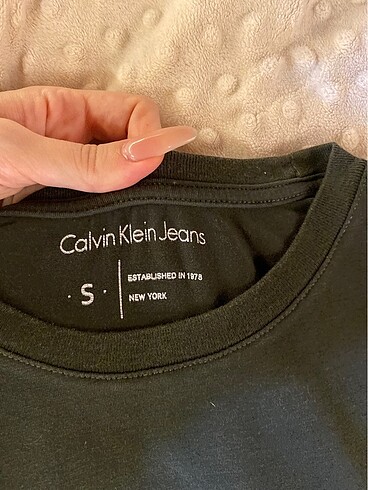 Calvin Klein Jeans
· S ·
ESTABLISHED IN 1978
NEW YORK